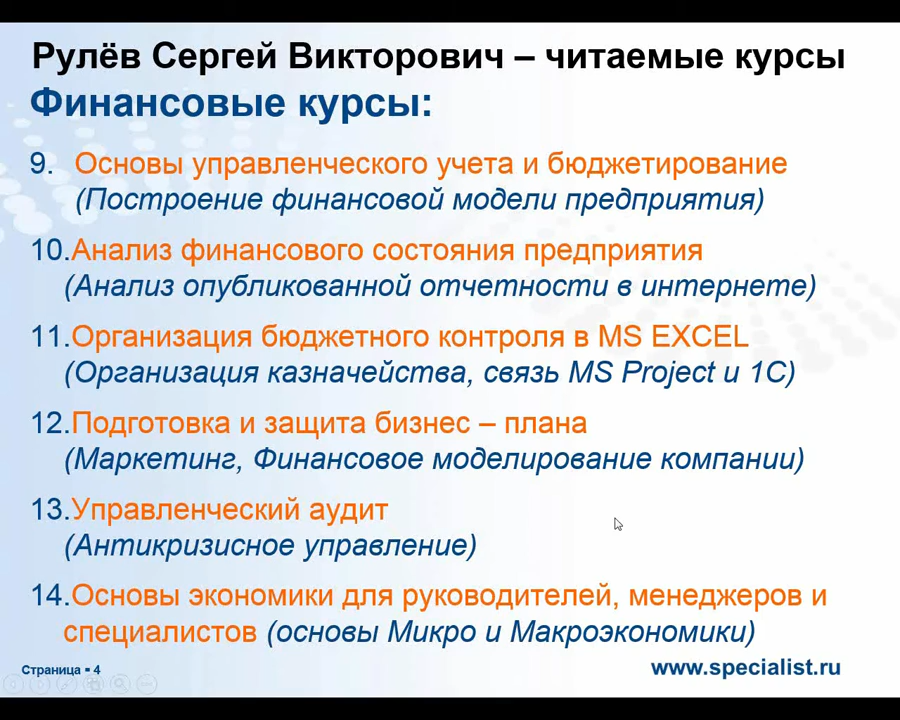 Рулёв Сергей Викторович – читаемые курсы
Финансовые курсы:
9. Основы управленческого учета и бюджетирование
(Построение финансовой модели предприятия)
10.Анализ финансового состояния предприятия
(Анализ опубликованной отчетности в интернете)
11.Организация бюджетного контроля в MS EXCEL
(Организация казначейства, связь MS Project и 1С)
12.Подготовка и защита бизнес – плана
(Маркетинг, Финансовое моделирование компании)
13.Управленческий аудит
(Антикризисное управление)
14.Основы экономики для руководителей, менеджеров и
специалистов (основы Микро и Макроэкономики)
Страница ▪ 4
www.specialist.ru